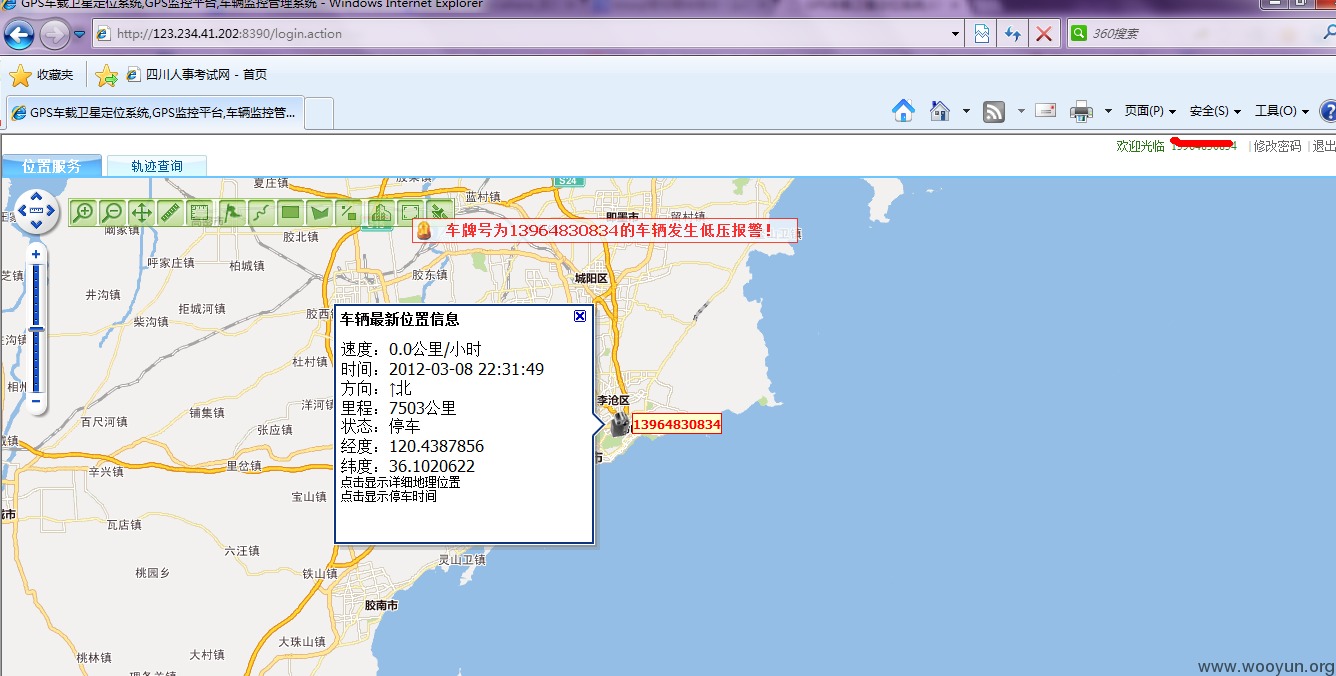 GPS车载卫星定位系统,GPS监控平台,车辆监控管理系统 - Windows Internet Explorer
http://123.234.41.202:8390/login.action
360搜索
收藏夹
四川人事考试网 - 首页
GPS车载卫星定位系统,GPS监控平台,车辆监控管...
页面(P)
安全(S)
工具(O)
欢迎光临
|修改密码 |退出
位置服务
轨迹查询
夏庄镇
S24
蓝村镇
即墨市
留村镇
阚家镇
胶北镇
车牌号为13964830834的车辆发生低压报警!
呼家庄镇
柏城镇
胶东镇
城阳区
芝镇
井沟镇
拒城河镇
柴沟镇
胶西
杜村镇
相州
洋河
铺集镇
百尺河镇
张应镇
李沧区
里岔镇
辛兴镇
宝山镇
瓦店镇
六汪镇
灵山卫镇
桃园乡
铁山镇
胶南市
大珠山镇
桃林镇
大村镇
车辆最新位置信息
速度：0.0公里/小时
时间：2012-03-08 22:31:49
方向：↑北
里程：7503公里
状态：停车
经度：120.4387856
纬度：36.1020622
点击显示详细地理位置
点击显示停车时间
13964830834
www.wooyun.org